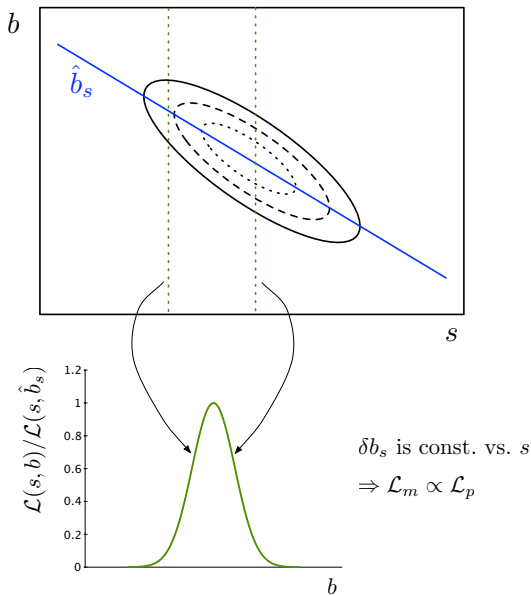 b
b̂_s
s
1.2
1
0.8
0.6
0.4
0.2
0
ℒ(s, b)/ℒ(s, b̂_s)
b
δb_s is const. vs. s
⇒ ℒ_m ∝ ℒ_p